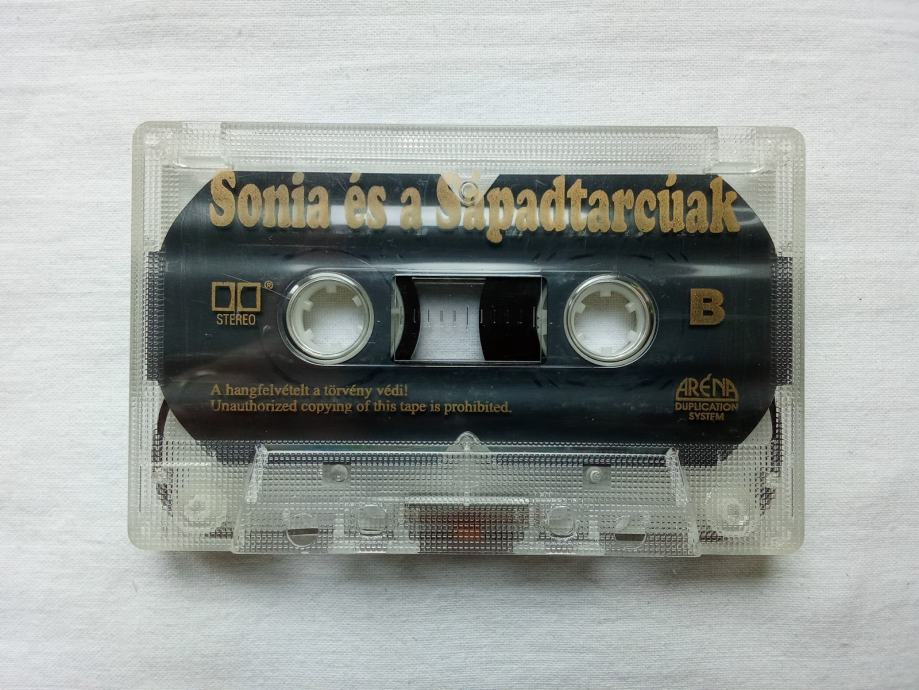 Sonia és a Sápadtarcúak
®
STEREO
B
A hangfelvételt a törvény védi!
Unauthorized copying of this tape is prohibited.
ARÉNA
DUPLICATION
SYSTEM